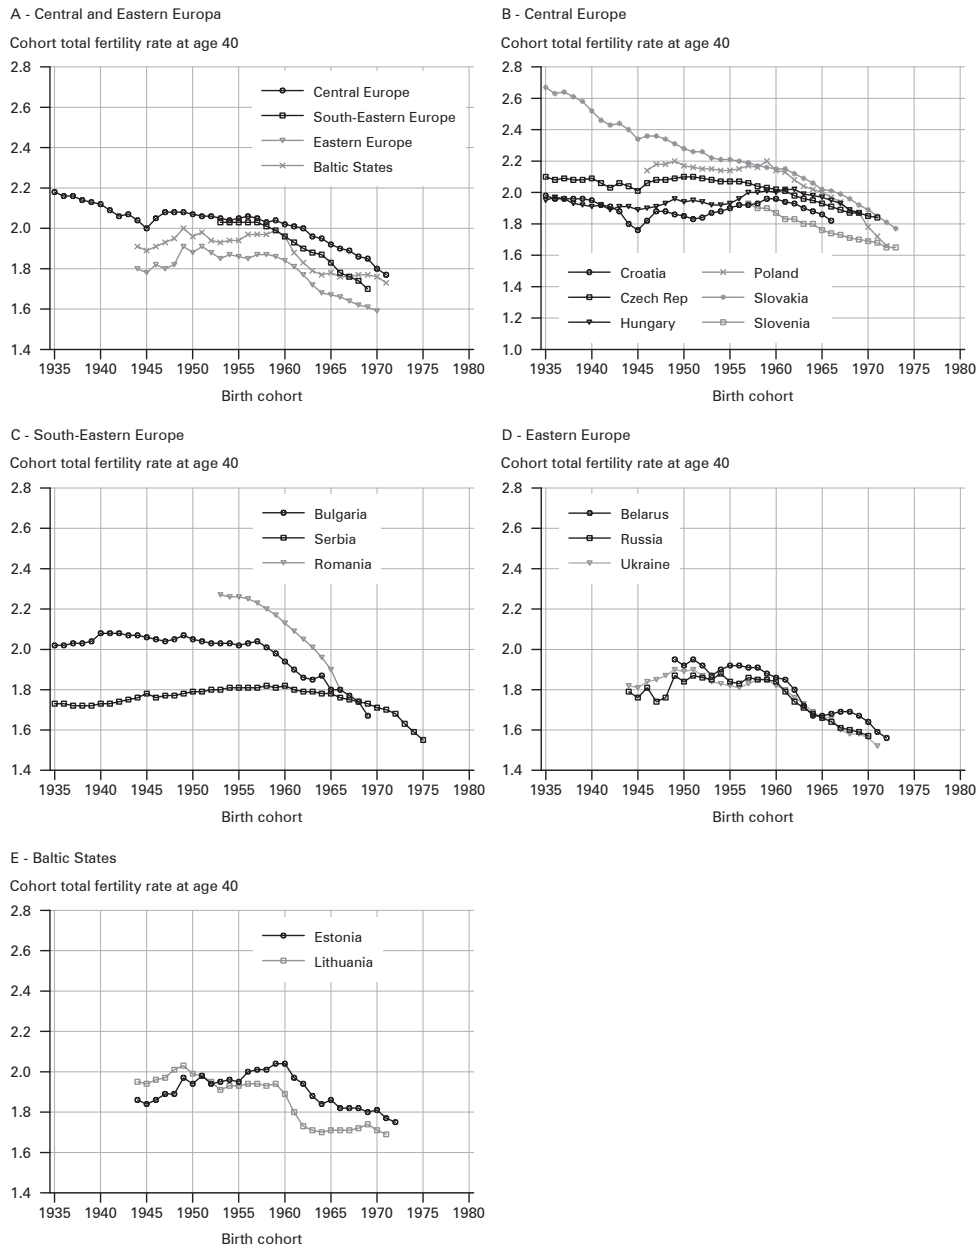 A - Central and Eastern Europa
Cohort total fertility rate at age 40
2.8
2.6
2.4
2.2
2.0
1.8
1.6
1.4
Central Europe
South-Eastern Europe
Eastern Europe
Baltic States
1935 1940 1945 1950 1955 1960 1965 1970 1975 1980
Birth cohort
B - Central Europe
Cohort total fertility rate at age 40
2.8
2.6
2.4
2.2
2.0
1.8
1.6
1.4
1.2
1.0
Croatia
Czech Rep
Hungary
Poland
Slovakia
Slovenia
1935 1940 1945 1950 1955 1960 1965 1970 1975 1980
Birth cohort
C - South-Eastern Europe
Cohort total fertility rate at age 40
2.8
2.6
2.4
2.2
2.0
1.8
1.6
1.4
Bulgaria
Serbia
Romania
1935 1940 1945 1950 1955 1960 1965 1970 1975 1980
Birth cohort
D - Eastern Europe
Cohort total fertility rate at age 40
2.8
2.6
2.4
2.2
2.0
1.8
1.6
1.4
Belarus
Russia
Ukraine
1935 1940 1945 1950 1955 1960 1965 1970 1975 1980
Birth cohort
E - Baltic States
Cohort total fertility rate at age 40
2.8
2.6
2.4
2.2
2.0
1.8
1.6
1.4
Estonia
Lithuania
1935 1940 1945 1950 1955 1960 1965 1970 1975 1980
Birth cohort